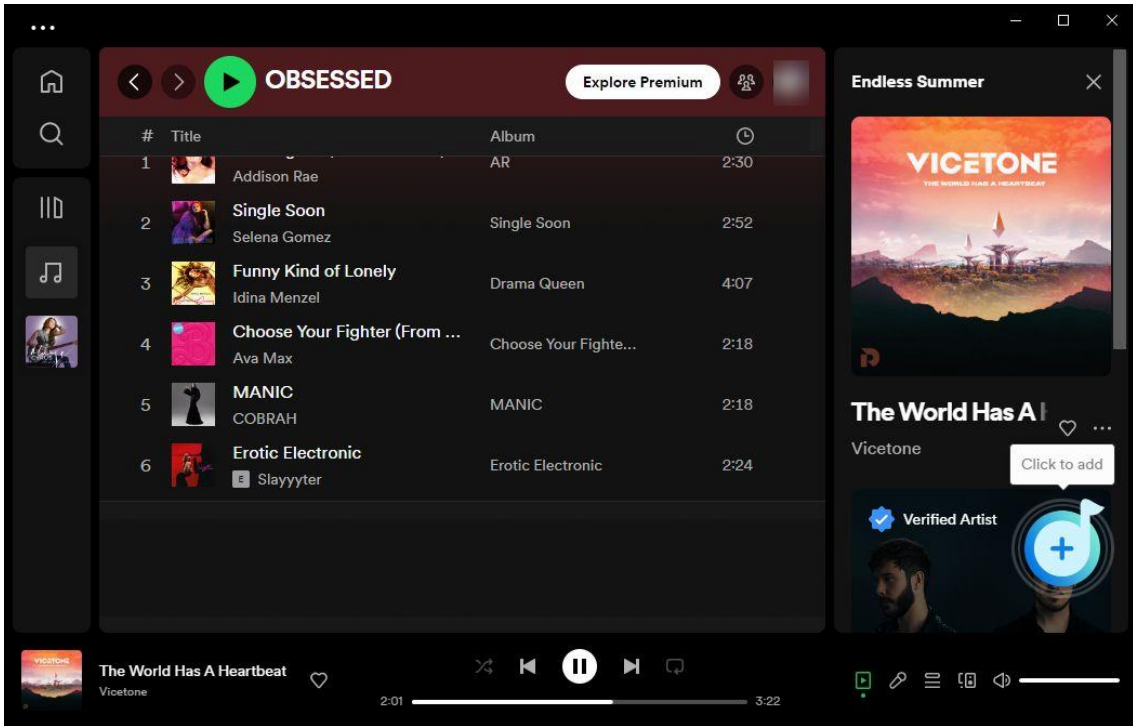 OBSESSED
Explore Premium
# Title Album
1 AR 2:30
Addison Rae
2 Single Soon Single Soon 2:52
Selena Gomez
3 Funny Kind of Lonely Drama Queen 4:07
Idina Menzel
4 Choose Your Fighter (From ... Choose Your Fighte... 2:18
Ava Max
5 MANIC MANIC 2:18
COBRAH
6 Erotic Electronic Erotic Electronic 2:24
E Slayyyter
Endless Summer
VICETONE
THE WORLD HAS A HEARTBEAT
The World Has A
Vicetone
Click to add
Verified Artist
VICETONE
The World Has A Heartbeat
Vicetone
2:01 3:22